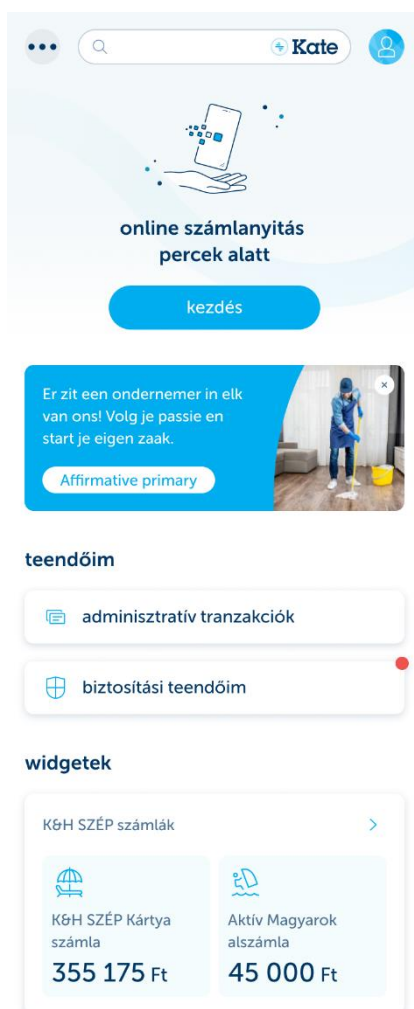 Kate
online számlanyitás
percek alatt
kezdés
Er zit een ondernemer in elk
van ons! Volg je passie en
start je eigen zaak.
Affirmative primary
teendőim
adminisztratív tranzakciók
biztosítási teendőim
widgetek
K&H SZÉP számlák
K&H SZÉP Kártya
számla
355 175 Ft
Aktív Magyarok
alszámla
45 000 Ft